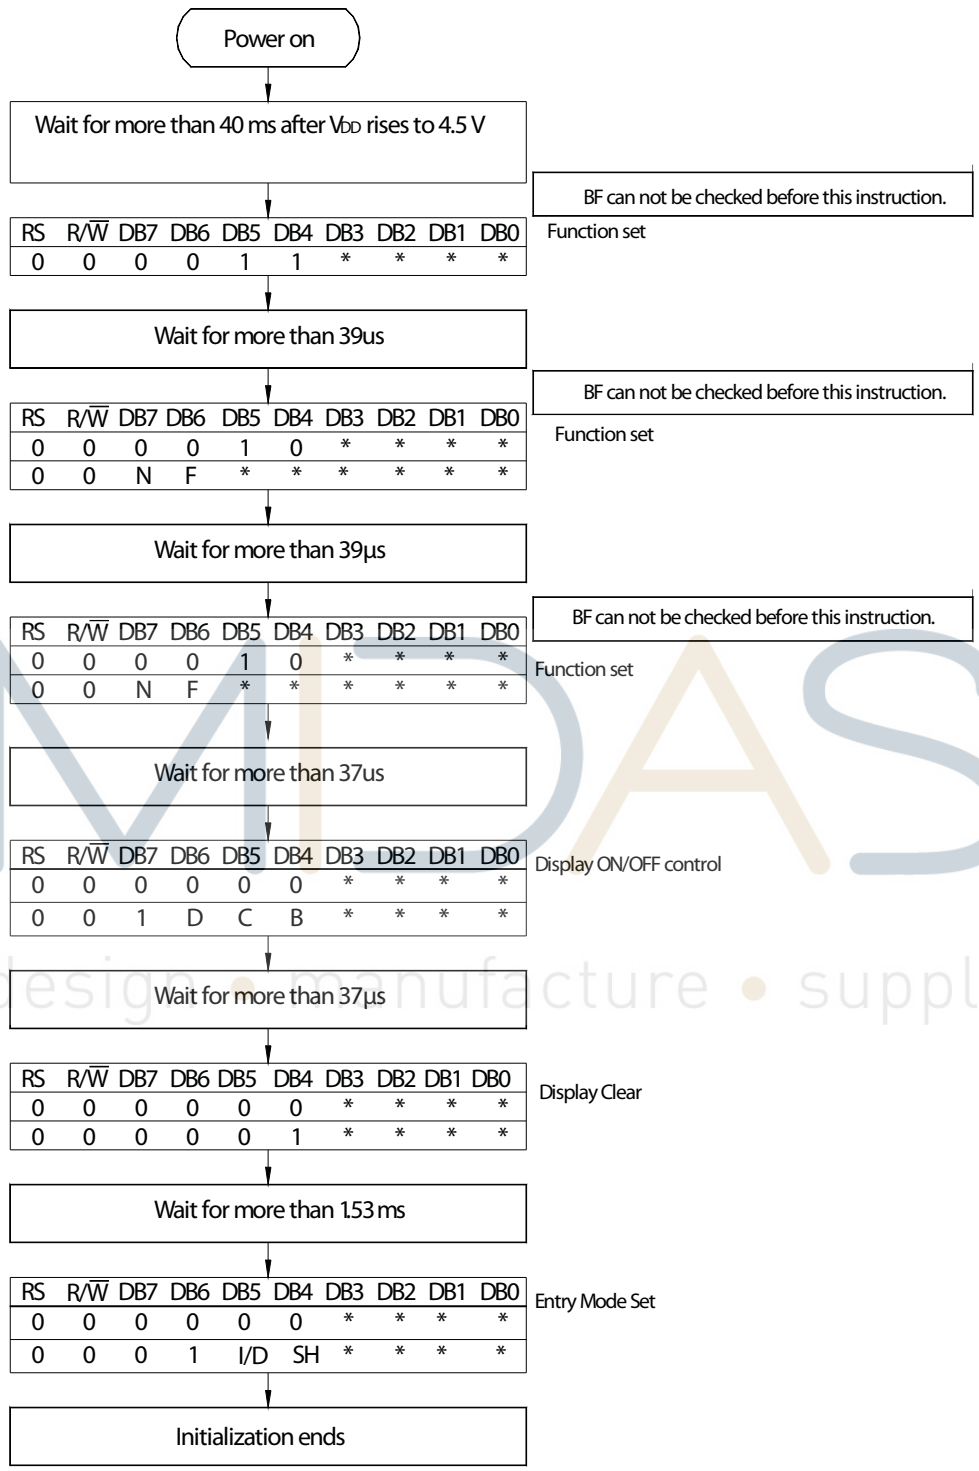 Power on
Wait for more than 40 ms after VDD rises to 4.5 V
BF can not be checked before this instruction.
RS R/W̅ DB7 DB6 DB5 DB4 DB3 DB2 DB1 DB0
Function set
0 0 0 0 1 1 * * * *
Wait for more than 39us
BF can not be checked before this instruction.
RS R/W̅ DB7 DB6 DB5 DB4 DB3 DB2 DB1 DB0
Function set
0 0 0 0 1 0 * * * *
0 0 N F * * * * * *
Wait for more than 39µs
BF can not be checked before this instruction.
RS R/W̅ DB7 DB6 DB5 DB4 DB3 DB2 DB1 DB0
0 0 0 0 1 0 * * * *
Function set
0 0 N F * * * * * *
Wait for more than 37us
MIDAS
RS R/W̅ DB7 DB6 DB5 DB4 DB3 DB2 DB1 DB0
Display ON/OFF control
0 0 0 0 0 0 * * * *
0 0 1 D C B * * * *
design • manufacture • suppl
Wait for more than 37µs
RS R/W̅ DB7 DB6 DB5 DB4 DB3 DB2 DB1 DB0
Display Clear
0 0 0 0 0 0 * * * *
0 0 0 0 0 1 * * * *
Wait for more than 1.53 ms
RS R/W̅ DB7 DB6 DB5 DB4 DB3 DB2 DB1 DB0
Entry Mode Set
0 0 0 0 0 0 * * * *
0 0 0 1 I/D SH * * * *
Initialization ends